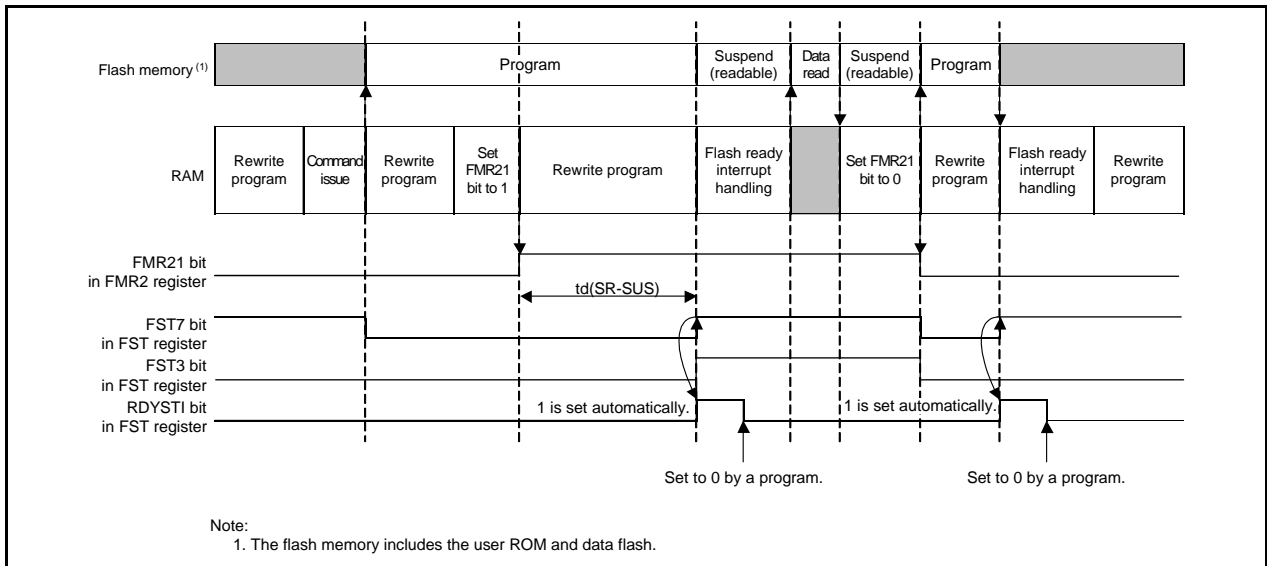 Flash memory (1)
Program
Suspend
(readable)
Data
read
Suspend
(readable)
Program
RAM
Rewrite
program
Command
issue
Rewrite
program
Set
FMR21
bit to 1
Rewrite program
Flash ready
interrupt
handling
Set FMR21
bit to 0
Rewrite
program
Flash ready
interrupt
handling
Rewrite
program
FMR21 bit
in FMR2 register
td(SR-SUS)
FST7 bit
in FST register
FST3 bit
in FST register
RDYSTI bit
in FST register
1 is set automatically.
1 is set automatically.
Set to 0 by a program.
Set to 0 by a program.
Note:
1. The flash memory includes the user ROM and data flash.